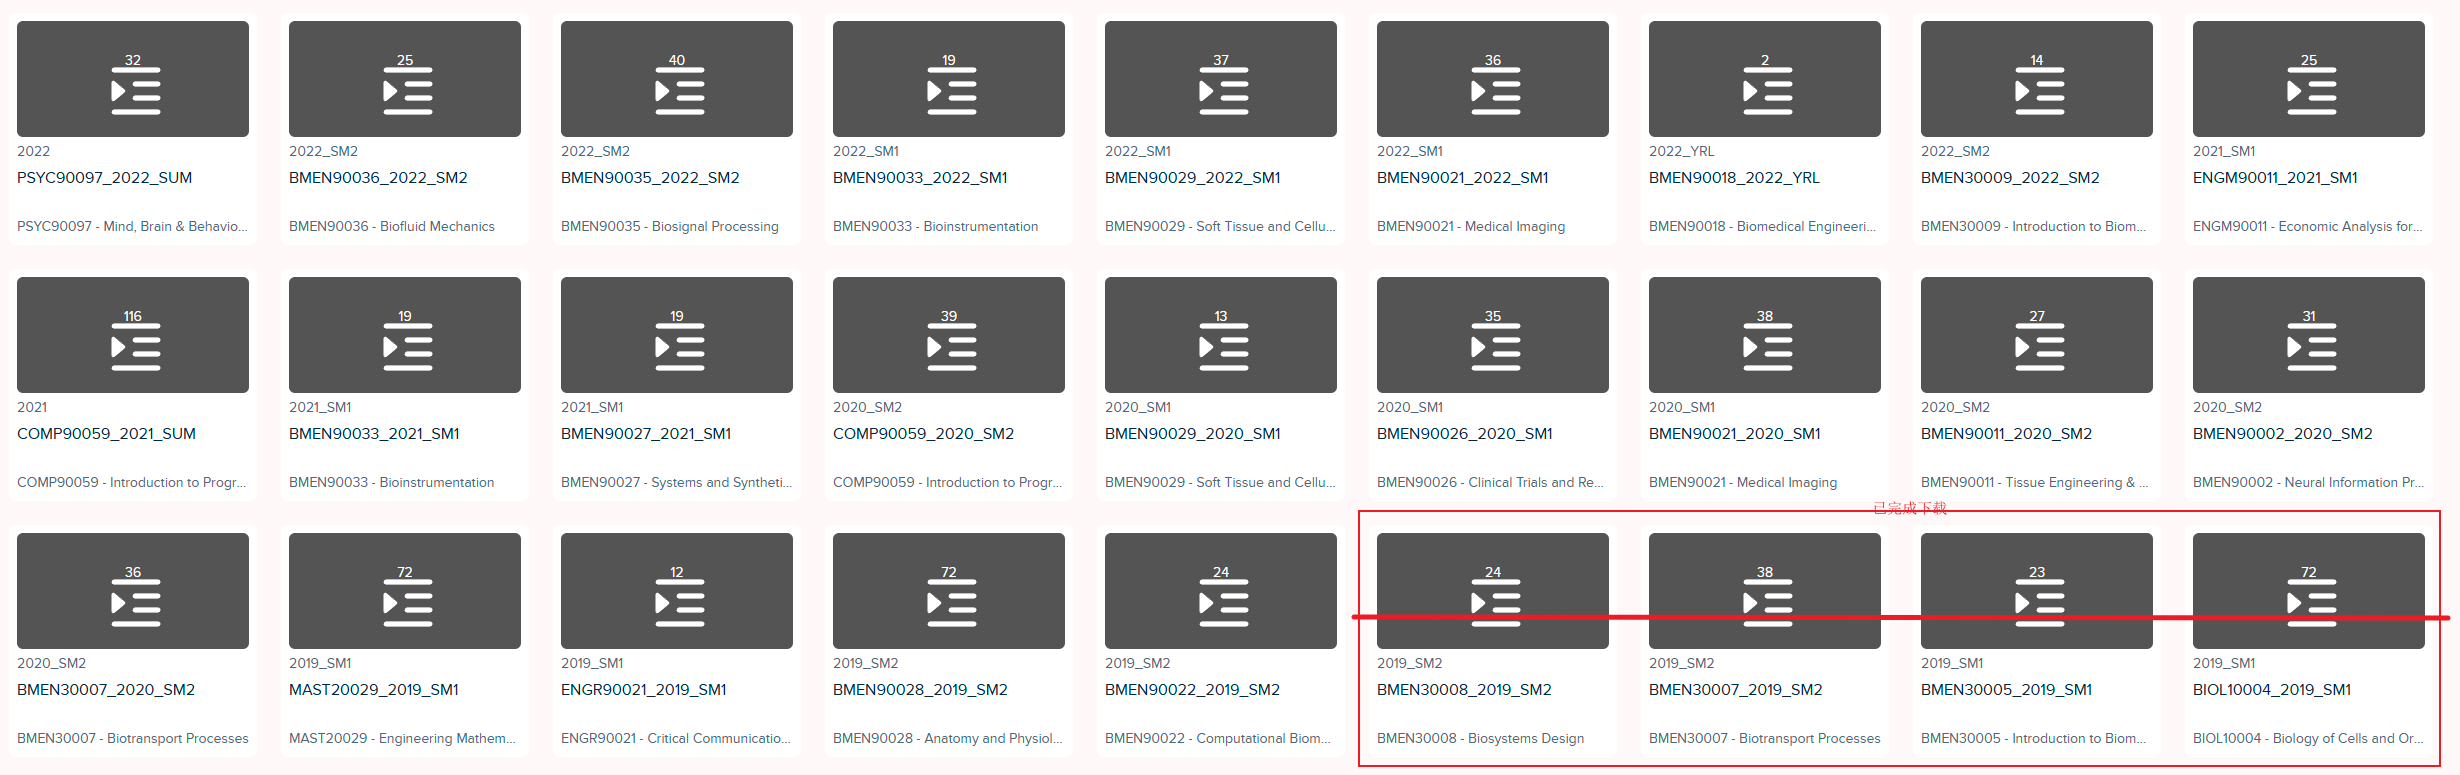 32
2022
PSYC90097_2022_SUM
PSYC90097 - Mind, Brain & Behavio...
25
2022_SM2
BMEN90036_2022_SM2
BMEN90036 - Biofluid Mechanics
40
2022_SM2
BMEN90035_2022_SM2
BMEN90035 - Biosignal Processing
19
2022_SM1
BMEN90033_2022_SM1
BMEN90033 - Bioinstrumentation
37
2022_SM1
BMEN90029_2022_SM1
BMEN90029 - Soft Tissue and Cellu...
36
2022_SM1
BMEN90021_2022_SM1
BMEN90021 - Medical Imaging
2
2022_YRL
BMEN90018_2022_YRL
BMEN90018 - Biomedical Engineeri...
14
2022_SM2
BMEN30009_2022_SM2
BMEN30009 - Introduction to Biom...
25
2021_SM1
ENGM90011_2021_SM1
ENGM90011 - Economic Analysis for...
116
2021
COMP90059_2021_SUM
COMP90059 - Introduction to Progr...
19
2021_SM1
BMEN90033_2021_SM1
BMEN90033 - Bioinstrumentation
19
2021_SM1
BMEN90027_2021_SM1
BMEN90027 - Systems and Syntheti...
39
2020_SM2
COMP90059_2020_SM2
COMP90059 - Introduction to Progr...
13
2020_SM1
BMEN90029_2020_SM1
BMEN90029 - Soft Tissue and Cellu...
35
2020_SM1
BMEN90026_2020_SM1
BMEN90026 - Clinical Trials and Re...
38
2020_SM1
BMEN90021_2020_SM1
BMEN90021 - Medical Imaging
27
2020_SM2
BMEN90011_2020_SM2
BMEN90011 - Tissue Engineering & ...
31
2020_SM2
BMEN90002_2020_SM2
BMEN90002 - Neural Information Pr...
已完成下载
36
2020_SM2
BMEN30007_2020_SM2
BMEN30007 - Biotransport Processes
72
2019_SM1
MAST20029_2019_SM1
MAST20029 - Engineering Mathem...
12
2019_SM1
ENGR90021_2019_SM1
ENGR90021 - Critical Communicatio...
72
2019_SM2
BMEN90028_2019_SM2
BMEN90028 - Anatomy and Physiol...
24
2019_SM2
BMEN90022_2019_SM2
BMEN90022 - Computational Biom...
24
2019_SM2
BMEN30008_2019_SM2
BMEN30008 - Biosystems Design
38
2019_SM2
BMEN30007_2019_SM2
BMEN30007 - Biotransport Processes
23
2019_SM1
BMEN30005_2019_SM1
BMEN30005 - Introduction to Biom...
72
2019_SM1
BIOL10004_2019_SM1
BIOL10004 - Biology of Cells and Or...